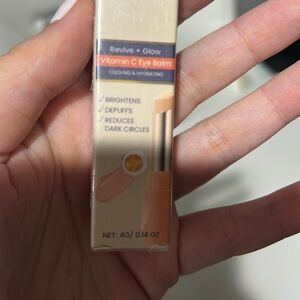 Revive + Glow
Vitamin C Eye Balm
COOLING & HYDRATING
✓BRIGHTENS
✓DEPUFFS
✓REDUCES
DARK CIRCLES
NET: 4G/ 0.14 OZ